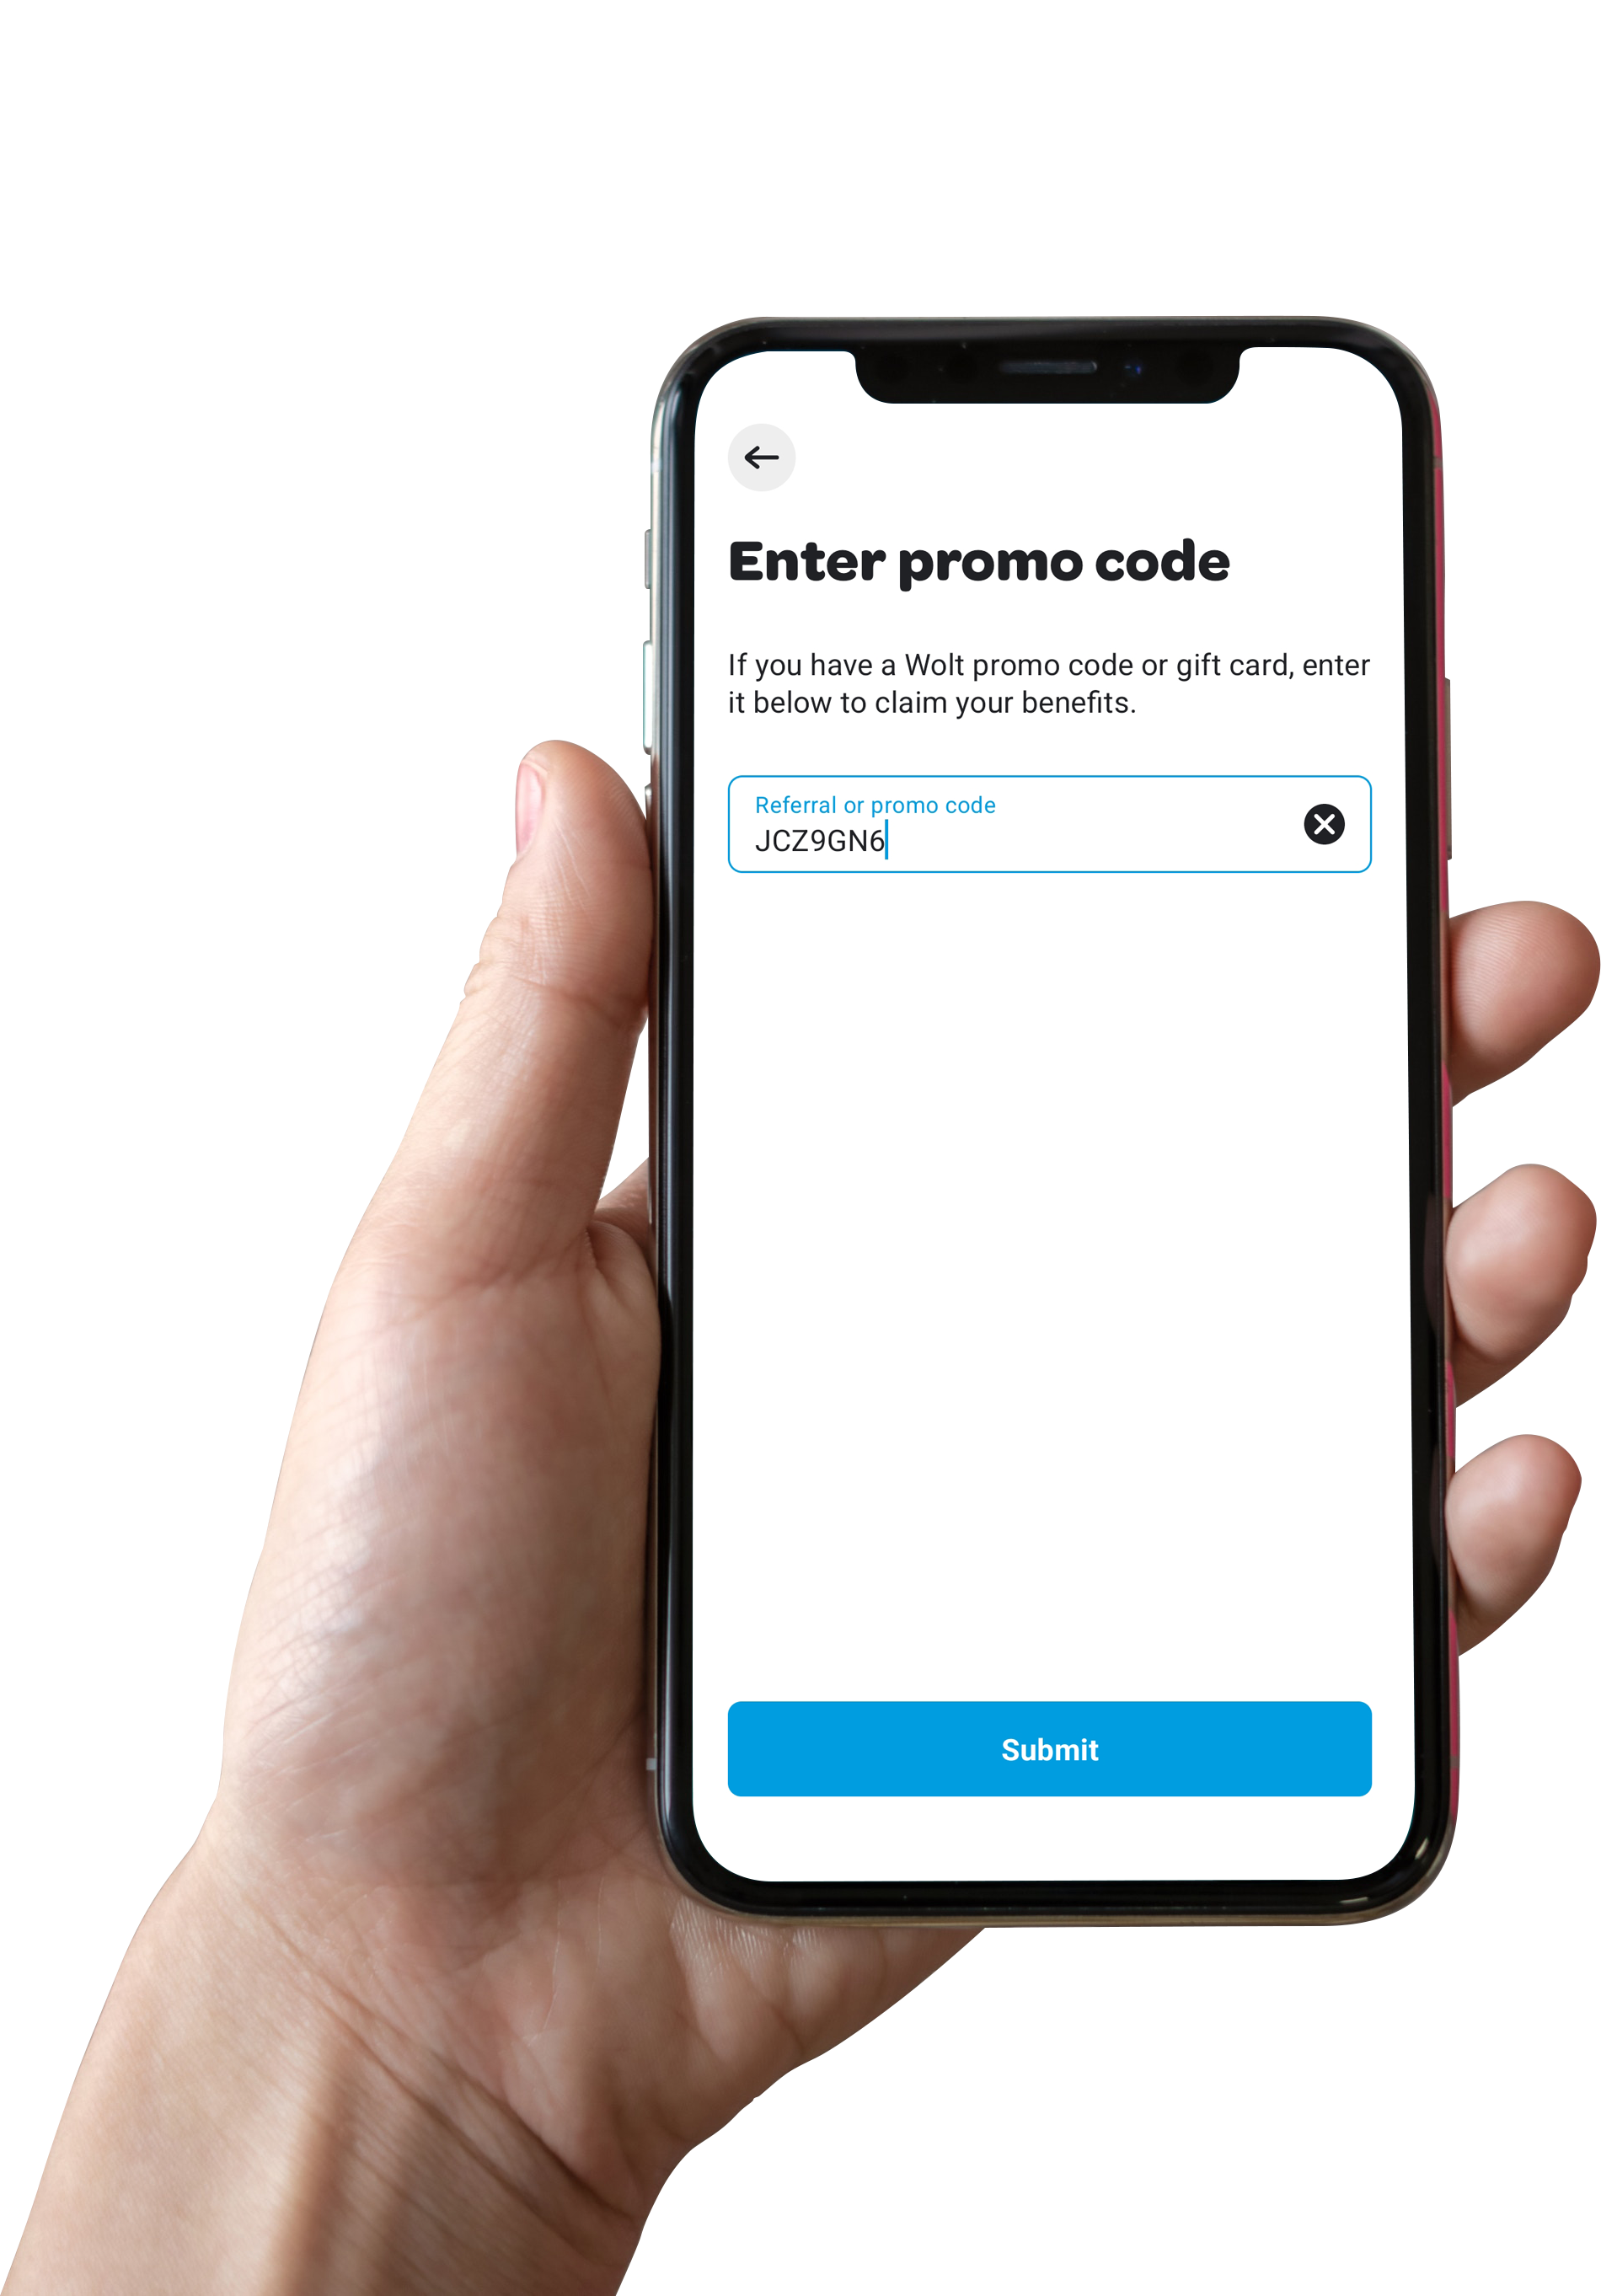 Enter promo code
If you have a Wolt promo code or gift card, enter
it below to claim your benefits.
Referral or promo code
JCZ9GN6
Submit